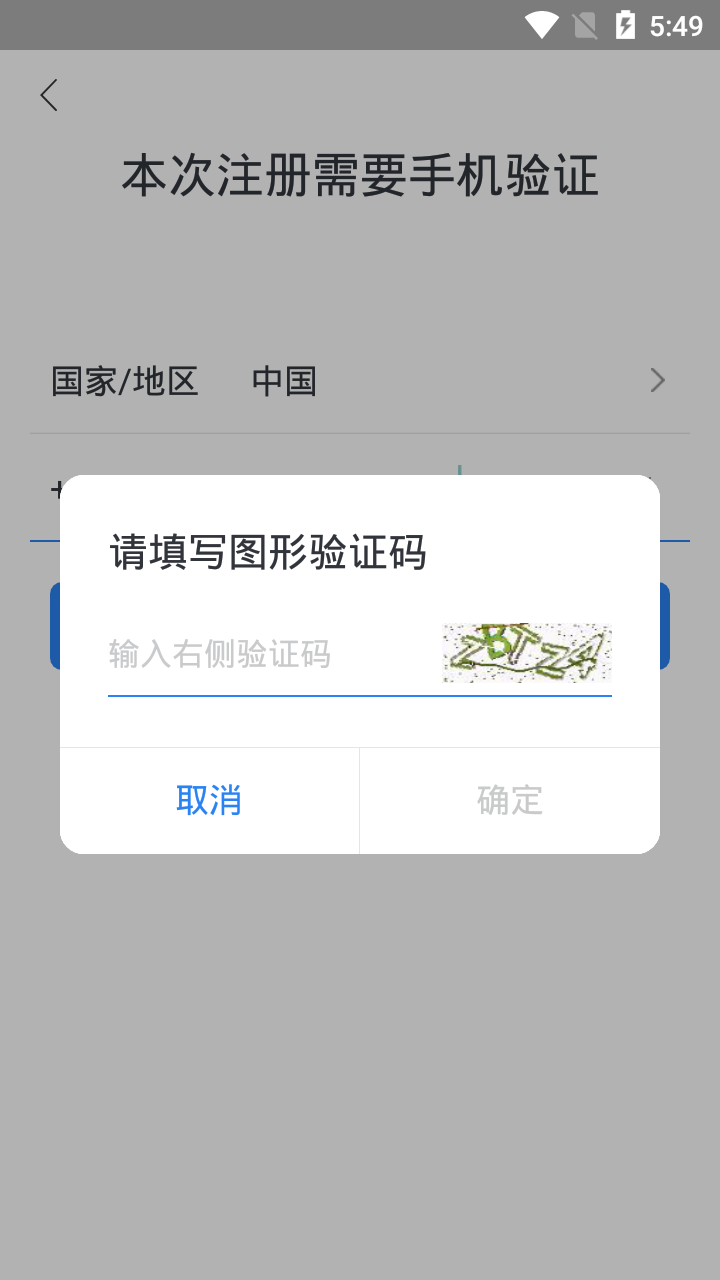 5:49
本次注册需要手机验证
国家/地区 中国
+
请填写图形验证码
输入右侧验证码
取消 确定